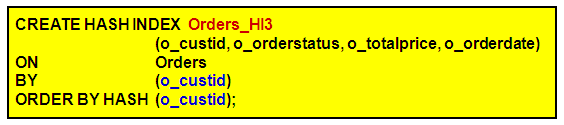 CREATE HASH INDEX Orders_HI3
(o_custid, o_orderstatus, o_totalprice, o_orderdate)
ON Orders
BY (o_custid)
ORDER BY HASH (o_custid);